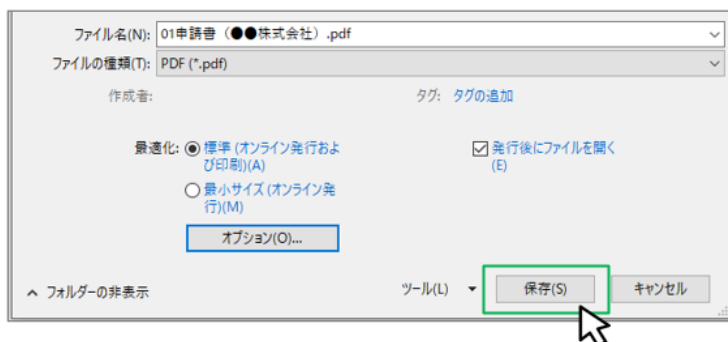 ファイル名(N): 01申請書（●●株式会社）.pdf
ファイルの種類(T): PDF (*.pdf)
作成者: タグ: タグの追加
最適化: 標準 (オンライン発行およ
び印刷)(A)
発行後にファイルを開く
(E)
最小サイズ (オンライン発
行)(M)
オプション(O)...
フォルダーの非表示 ツール(L) 保存(S) キャンセル